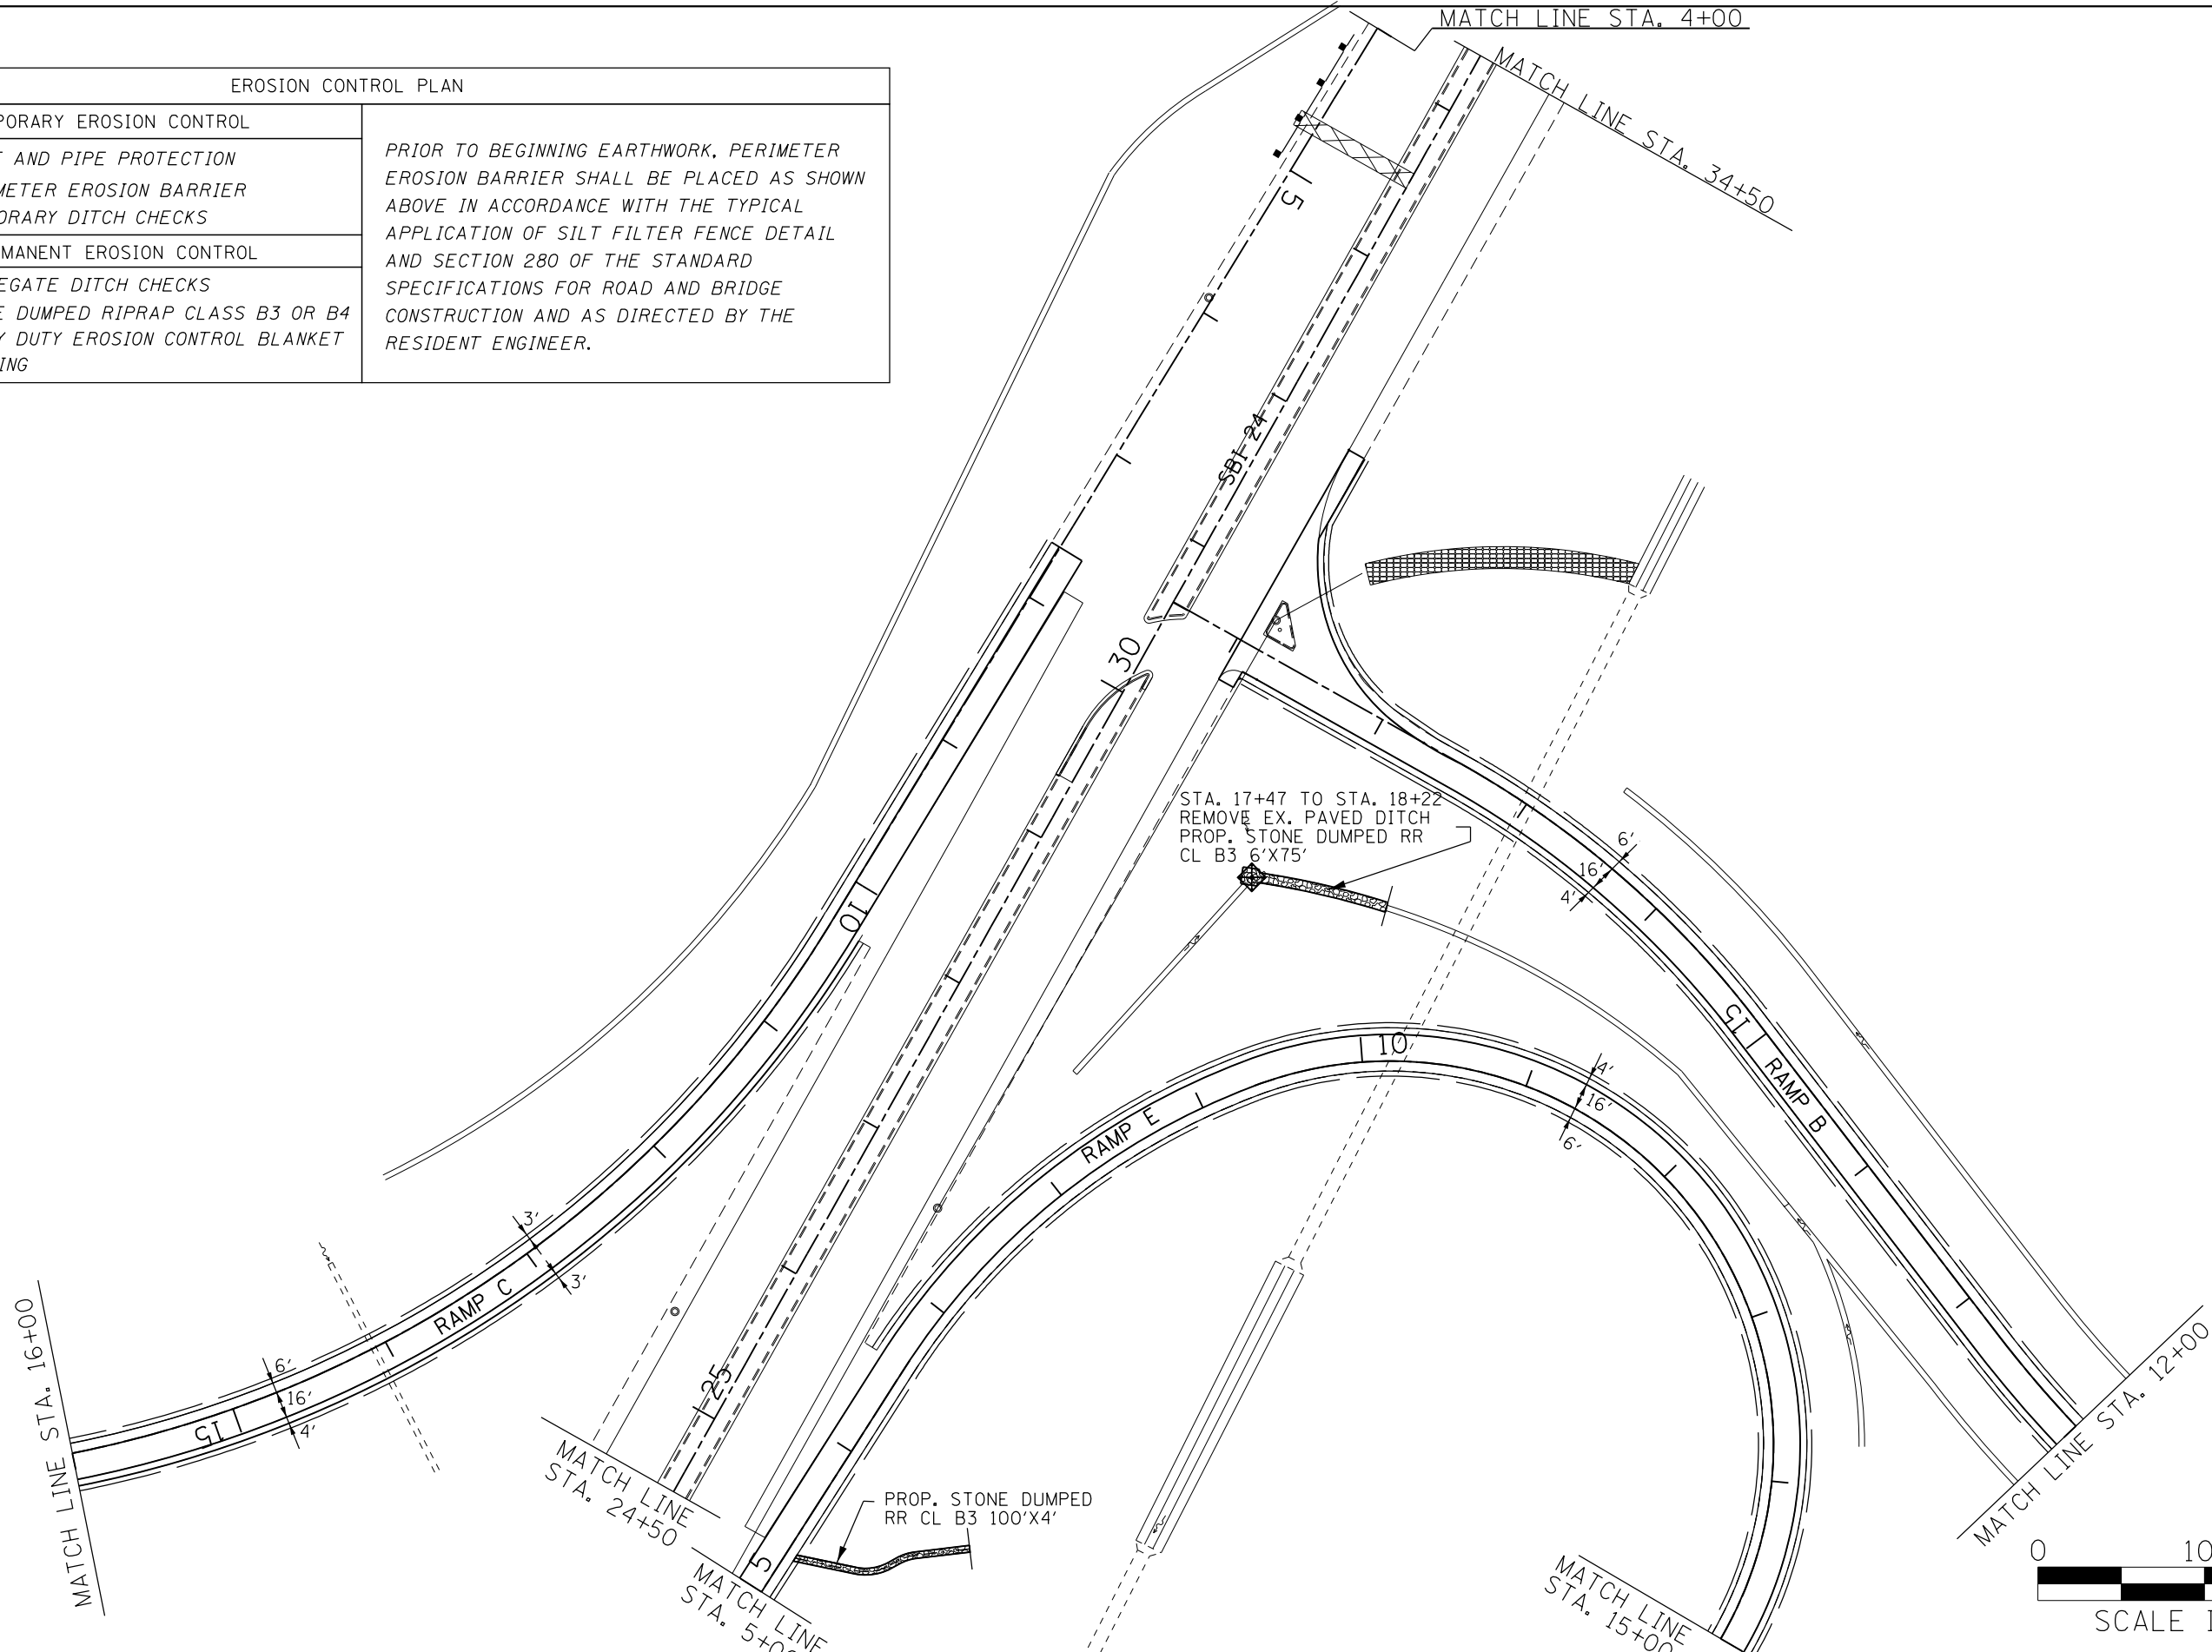 MATCH LINE STA. 4+00
MATCH LINE STA. 34+50
EROSION CONTROL PLAN
PORARY EROSION CONTROL
AND PIPE PROTECTION
METER EROSION BARRIER
ORARY DITCH CHECKS
MANENT EROSION CONTROL
EGATE DITCH CHECKS
E DUMPED RIPRAP CLASS B3 OR B4
Y DUTY EROSION CONTROL BLANKET
ING
PRIOR TO BEGINNING EARTHWORK, PERIMETER
EROSION BARRIER SHALL BE PLACED AS SHOWN
ABOVE IN ACCORDANCE WITH THE TYPICAL
APPLICATION OF SILT FILTER FENCE DETAIL
AND SECTION 280 OF THE STANDARD
SPECIFICATIONS FOR ROAD AND BRIDGE
CONSTRUCTION AND AS DIRECTED BY THE
RESIDENT ENGINEER.
5
SBI 24
30
STA. 17+47 TO STA. 18+22
REMOVE EX. PAVED DITCH
PROP. STONE DUMPED RR
CL B3 6'X75'
6'
16'
4'
10
15
RAMP B
10
4'
16'
6'
RAMP E
3'
3'
RAMP C
6'
16'
4'
15
MATCH LINE STA. 16+00
25
MATCH LINE
STA. 24+50
5
MATCH LINE
STA. 5+00
PROP. STONE DUMPED
RR CL B3 100'X4'
MATCH LINE
STA. 15+00
MATCH LINE STA. 12+00
0
10
SCALE I